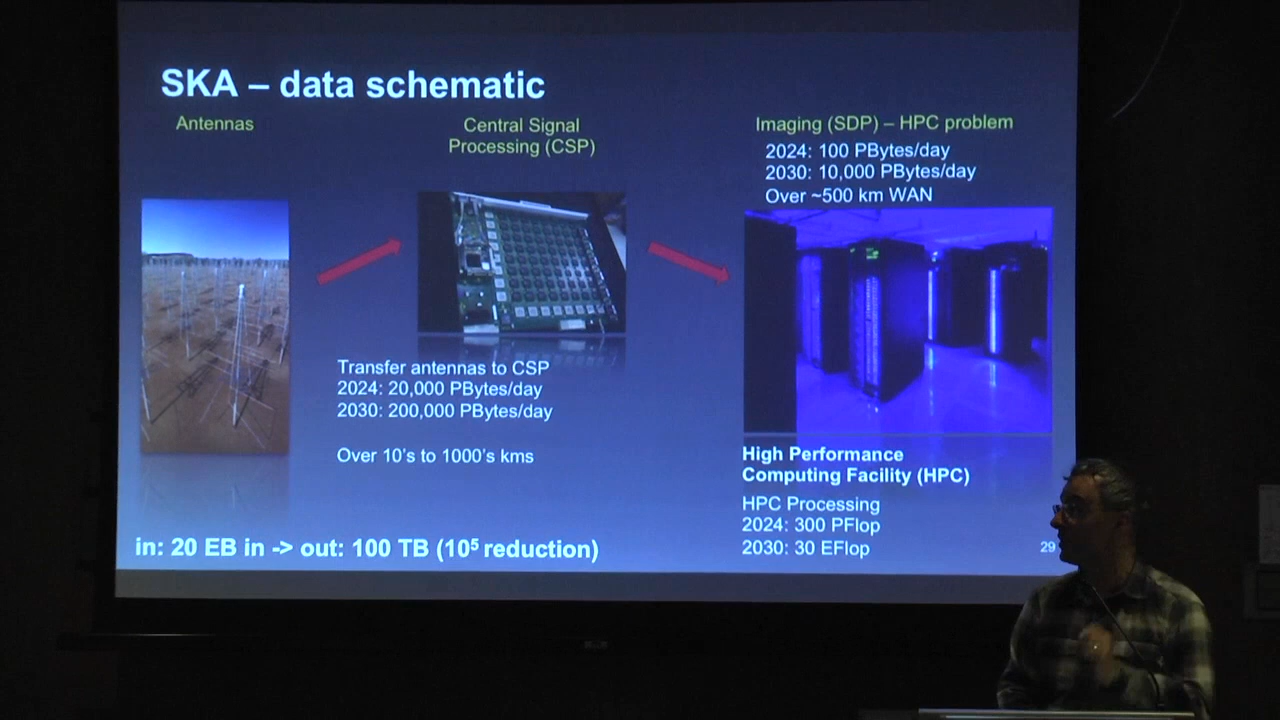 SKA – data schematic
Antennas
Central Signal
Processing (CSP)
Imaging (SDP) – HPC problem
2024: 100 PBytes/day
2030: 10,000 PBytes/day
Over ~500 km WAN
Transfer antennas to CSP
2024: 20,000 PBytes/day
2030: 200,000 PBytes/day
Over 10's to 1000's kms
High Performance
Computing Facility (HPC)
HPC Processing
2024: 300 PFlop
2030: 30 EFlop
in: 20 EB in -> out: 100 TB (10⁵ reduction)
29